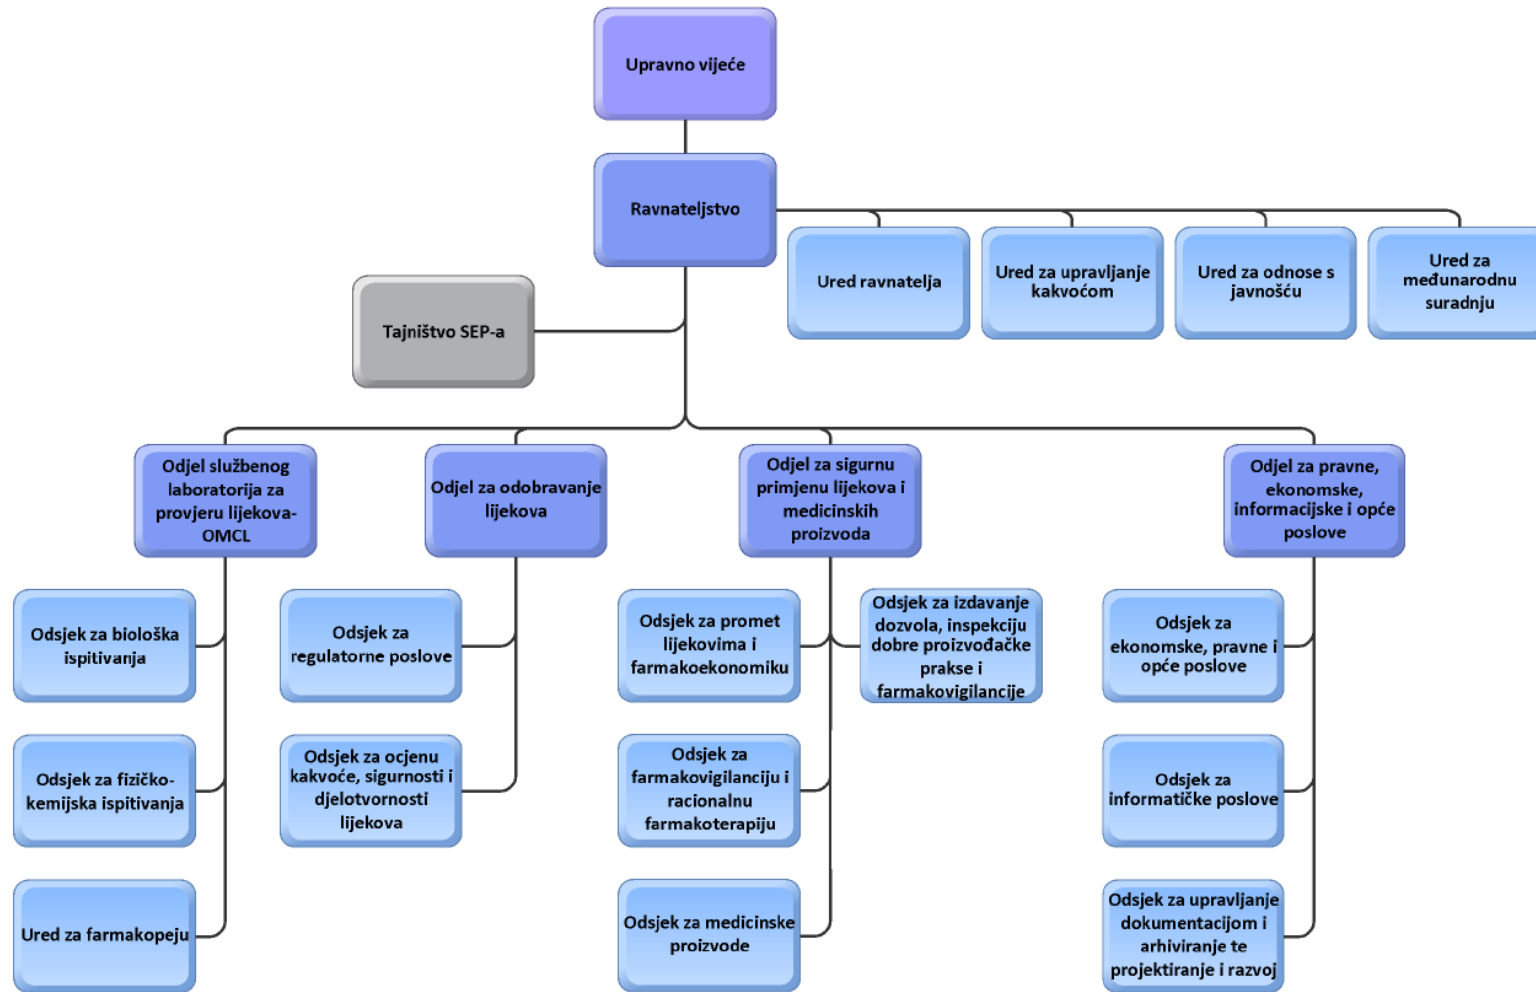 Upravno vijeće
Ravnateljstvo
Ured ravnatelja
Ured za upravljanje
kakvoćom
Ured za odnose s
javnošću
Ured za
međunarodnu
suradnju
Tajništvo SEP-a
Odjel službenog
laboratorija za
provjeru lijekova-
OMCL
Odjel za odobravanje
lijekova
Odjel za sigurnu
primjenu lijekova i
medicinskih
proizvoda
Odjel za pravne,
ekonomske,
informacijske i opće
poslove
Odsjek za biološka
ispitivanja
Odsjek za
regulatorne poslove
Odsjek za promet
lijekovima i
farmakoekonomiku
Odsjek za izdavanje
dozvola, inspekciju
dobre proizvođačke
prakse i
farmakovigilancije
Odsjek za
ekonomske, pravne i
opće poslove
Odsjek za fizičko-
kemijska ispitivanja
Odsjek za ocjenu
kakvoće, sigurnosti i
djelotvornosti
lijekova
Odsjek za
farmakovigilanciju i
racionalnu
farmakoterapiju
Odsjek za
informatičke poslove
Ured za farmakopeju
Odsjek za medicinske
proizvode
Odsjek za upravljanje
dokumentacijom i
arhiviranje te
projektiranje i razvoj